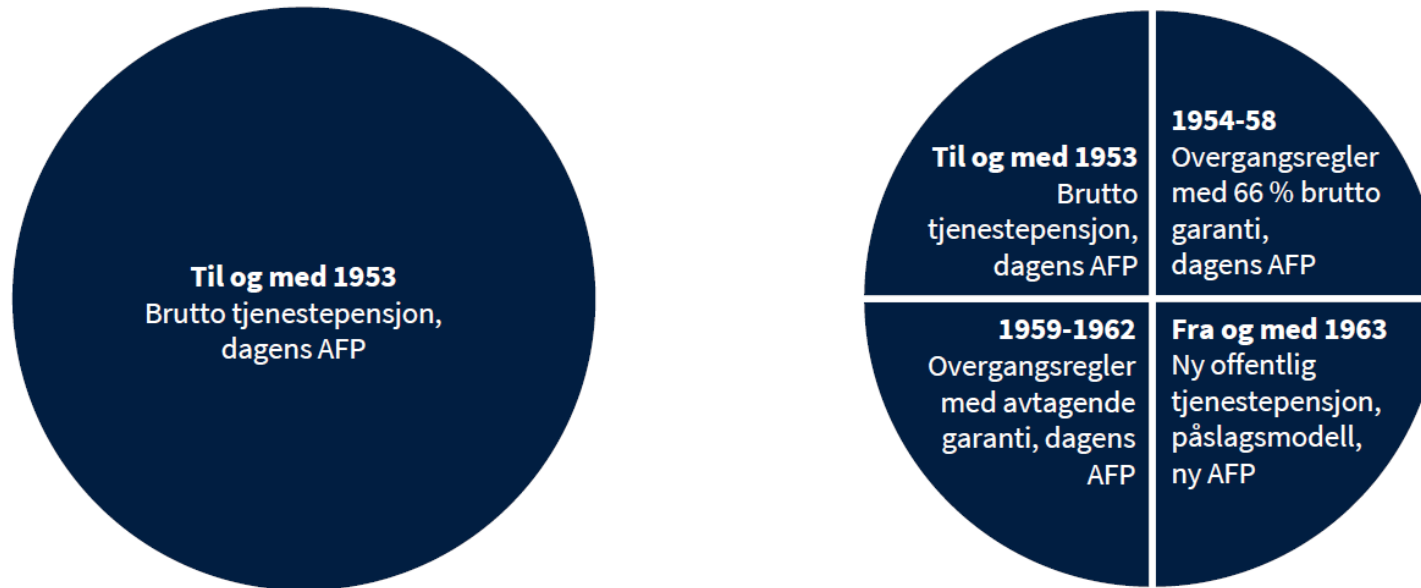 Til og med 1953
Brutto tjenestepensjon,
dagens AFP
Til og med 1953
Brutto
tjenestepensjon,
dagens AFP
1954-58
Overgangsregler
med 66 % brutto
garanti,
dagens AFP
1959-1962
Overgangsregler
med avtagende
garanti, dagens
AFP
Fra og med 1963
Ny offentlig
tjenestepensjon,
påslagsmodell,
ny AFP